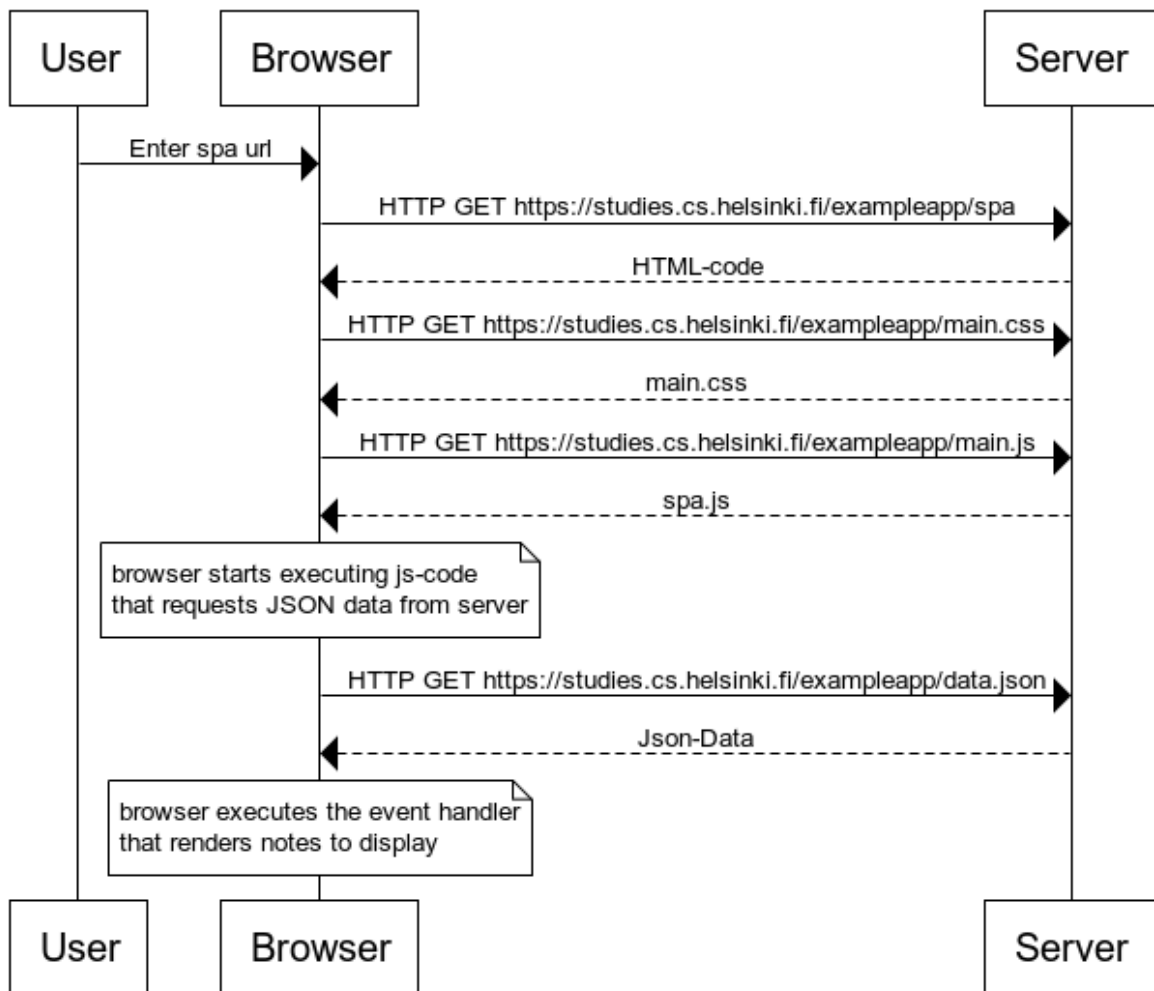 User
Browser
Server
Enter spa url
HTTP GET https://studies.cs.helsinki.fi/exampleapp/spa
HTML-code
HTTP GET https://studies.cs.helsinki.fi/exampleapp/main.css
main.css
HTTP GET https://studies.cs.helsinki.fi/exampleapp/main.js
spa.js
browser starts executing js-code
that requests JSON data from server
HTTP GET https://studies.cs.helsinki.fi/exampleapp/data.json
Json-Data
browser executes the event handler
that renders notes to display
User
Browser
Server